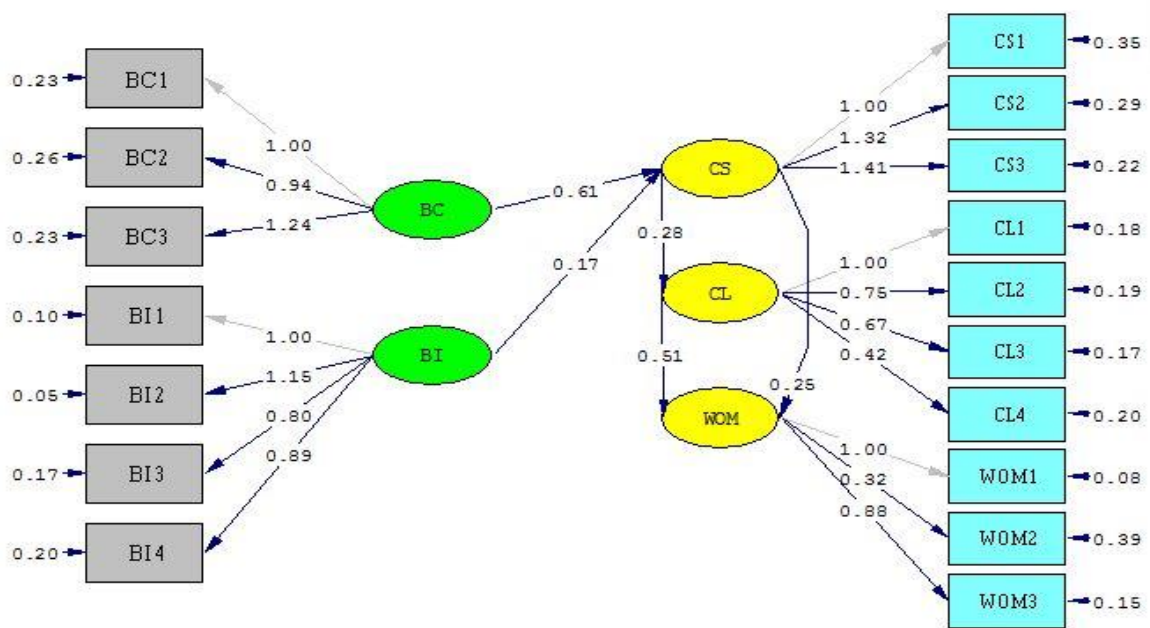 0.23 BC1
0.26 BC2
0.23 BC3
0.10 BI1
0.05 BI2
0.17 BI3
0.20 BI4
1.00
0.94
1.24
1.00
1.15
0.80
0.89
BC
BI
0.61
0.17
CS
0.28
CL
0.51
WOM
0.25
1.00
1.32
1.41
1.00
0.75
0.67
0.42
1.00
0.32
0.88
CS1 0.35
CS2 0.29
CS3 0.22
CL1 0.18
CL2 0.19
CL3 0.17
CL4 0.20
WOM1 0.08
WOM2 0.39
WOM3 0.15